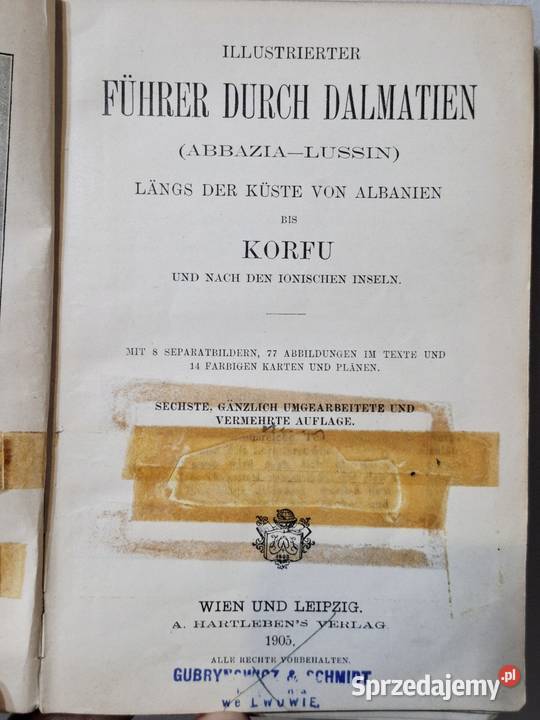 ILLUSTRIERTER
FÜHRER DURCH DALMATIEN
(ABBAZIA—LUSSIN)
LÄNGS DER KÜSTE VON ALBANIEN
BIS
KORFU
UND NACH DEN IONISCHEN INSELN.
MIT 8 SEPARATBILDERN, 77 ABBILDUNGEN IM TEXTE UND
14 FARBIGEN KARTEN UND PLÄNEN.
SECHSTE, GÄNZLICH UMGEARBEITETE UND
VERMEHRTE AUFLAGE.
WIEN UND LEIPZIG.
A. HARTLEBEN'S VERLAG
1905.
ALLE RECHTE VORBEHALTEN.
GUBRYNOWICZ & SCHMIDT
we LWOWIE.
Sprzedajemy.pl